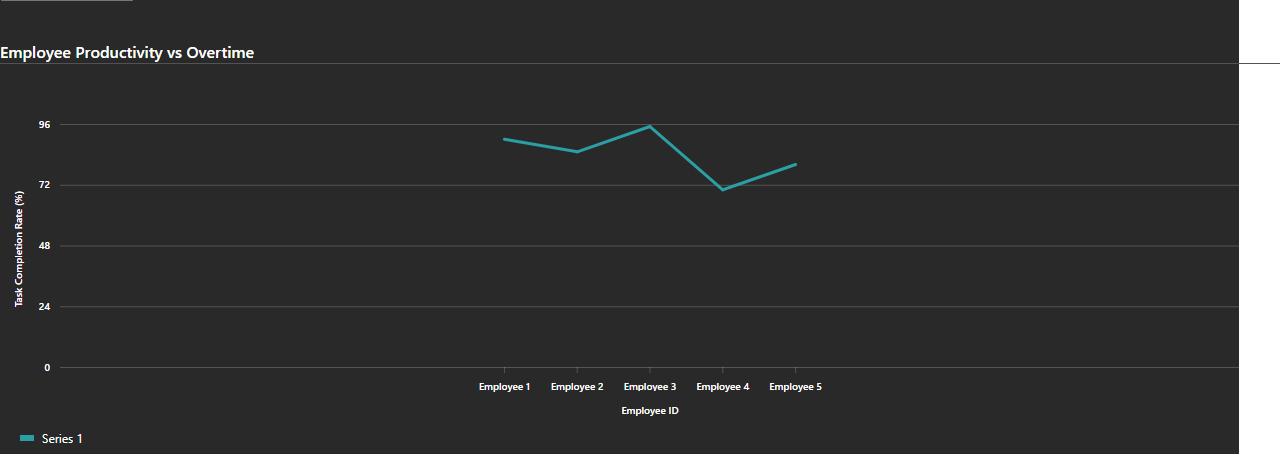 Employee Productivity vs Overtime
96
72
48
24
0
Task Completion Rate (%)
Employee 1
Employee 2
Employee 3
Employee 4
Employee 5
Employee ID
Series 1